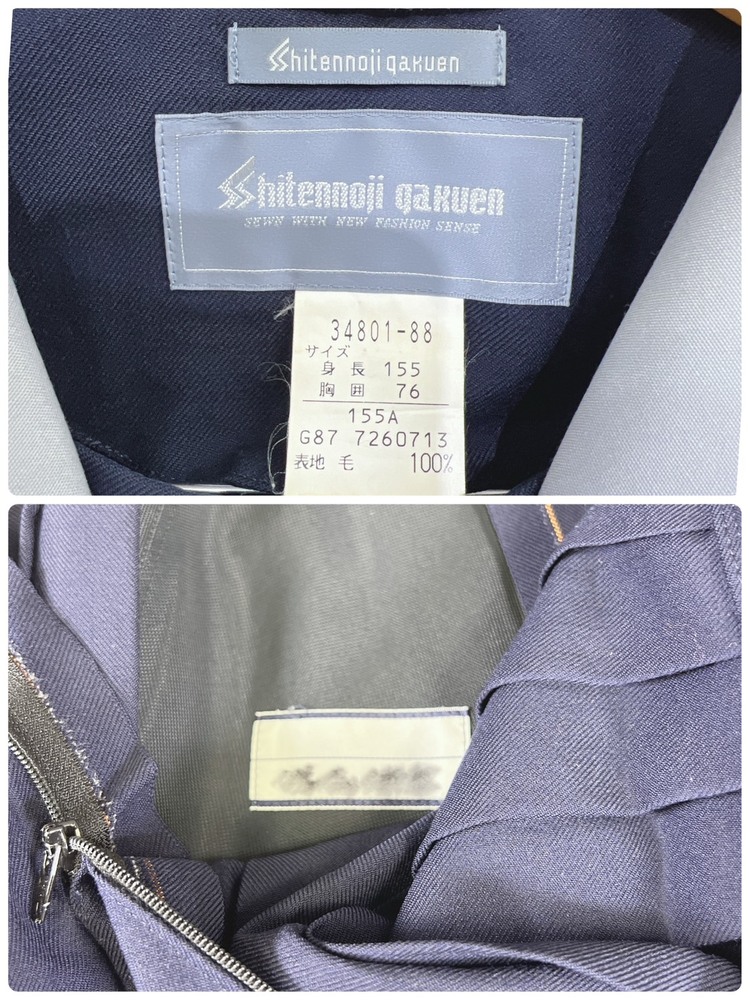 Shitennoji gakuen
Shitennoji gakuen
SEWN WITH NEW FASHION SENSE
34801-88
サイズ
身長 155
胸囲 76
155A
G87 7260713
表地 毛 100%